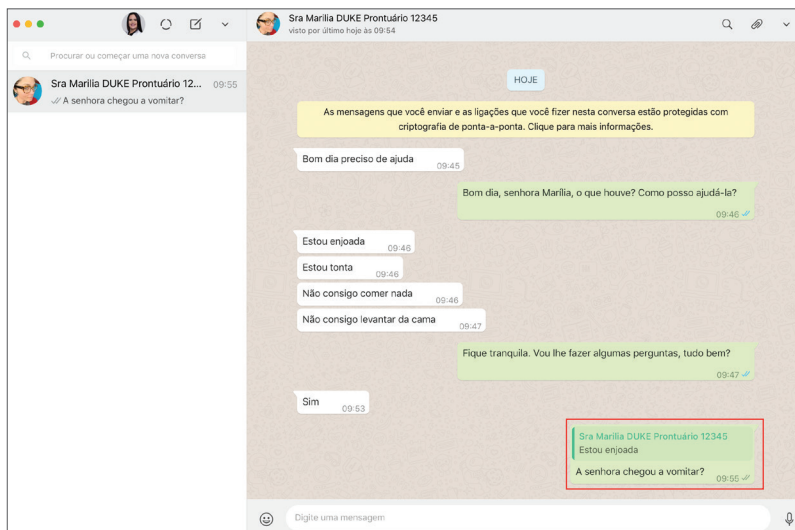 Sra Marilia DUKE Prontuário 12345
visto por último hoje às 09:54
Procurar ou começar uma nova conversa
Sra Marilia DUKE Prontuário 12... 09:55
A senhora chegou a vomitar?
HOJE
As mensagens que você enviar e as ligações que você fizer nesta conversa estão protegidas com
criptografia de ponta-a-ponta. Clique para mais informações.
Bom dia preciso de ajuda 09:45
Bom dia, senhora Marília, o que houve? Como posso ajudá-la?
09:46
Estou enjoada 09:46
Estou tonta 09:46
Não consigo comer nada 09:46
Não consigo levantar da cama 09:47
Fique tranquila. Vou lhe fazer algumas perguntas, tudo bem?
09:47
Sim 09:53
Sra Marilia DUKE Prontuário 12345
Estou enjoada
A senhora chegou a vomitar? 09:55
Digite uma mensagem